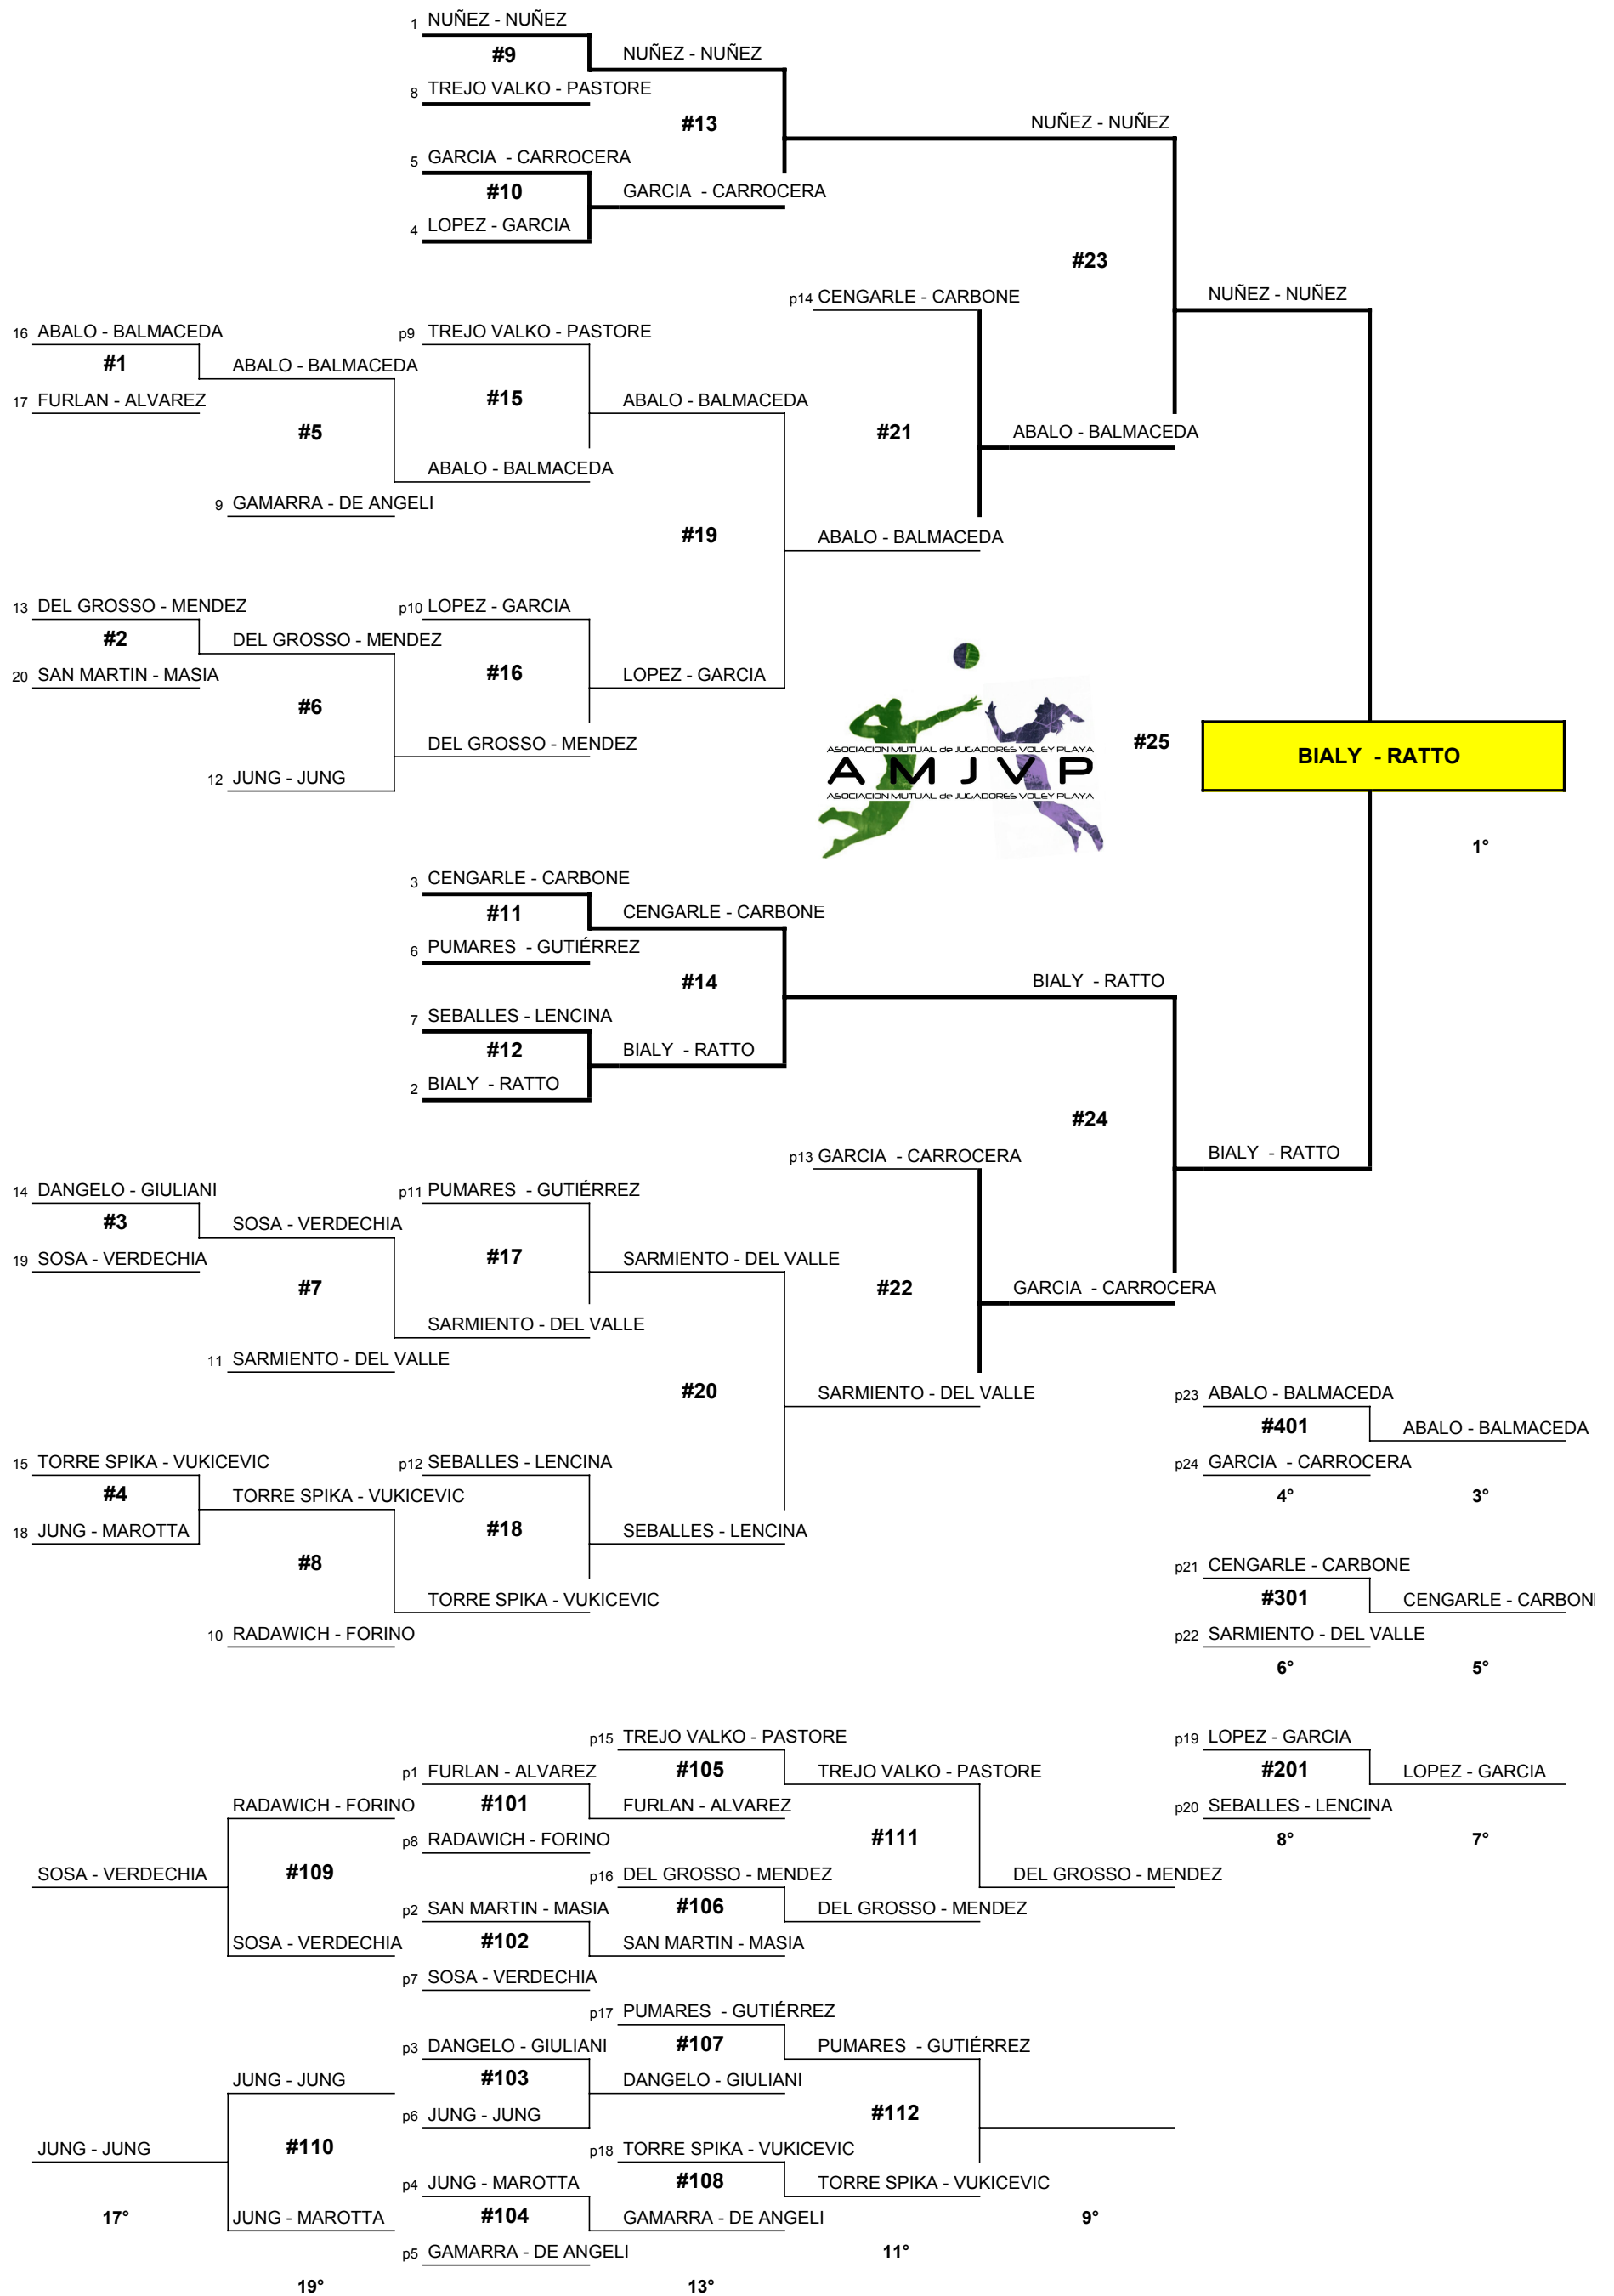 1 NUÑEZ - NUÑEZ
#9 NUÑEZ - NUÑEZ
8 TREJO VALKO - PASTORE
#13 NUÑEZ - NUÑEZ
5 GARCIA - CARROCERA
#10 GARCIA - CARROCERA
4 LOPEZ - GARCIA
#23
p14 CENGARLE - CARBONE NUÑEZ - NUÑEZ
16 ABALO - BALMACEDA p9 TREJO VALKO - PASTORE
#1 ABALO - BALMACEDA
17 FURLAN - ALVAREZ #15 ABALO - BALMACEDA
#5 #21 ABALO - BALMACEDA
ABALO - BALMACEDA
9 GAMARRA - DE ANGELI
#19 ABALO - BALMACEDA
13 DEL GROSSO - MENDEZ p10 LOPEZ - GARCIA
#2 DEL GROSSO - MENDEZ
20 SAN MARTIN - MASIA #16 LOPEZ - GARCIA
#6
DEL GROSSO - MENDEZ
12 JUNG - JUNG
ASOCIACION MUTUAL de JUGADORES VOLEY PLAYA
AMJVP
ASOCIACION MUTUAL de JUGADORES VOLEY PLAYA
#25 BIALY - RATTO
1°
3 CENGARLE - CARBONE
#11 CENGARLE - CARBONE
6 PUMARES - GUTIÉRREZ
#14 BIALY - RATTO
7 SEBALLES - LENCINA
#12 BIALY - RATTO
2 BIALY - RATTO
#24
p13 GARCIA - CARROCERA BIALY - RATTO
14 DANGELO - GIULIANI p11 PUMARES - GUTIÉRREZ
#3 SOSA - VERDECHIA
19 SOSA - VERDECHIA #17 SARMIENTO - DEL VALLE
#7 #22 GARCIA - CARROCERA
SARMIENTO - DEL VALLE
11 SARMIENTO - DEL VALLE
#20 SARMIENTO - DEL VALLE p23 ABALO - BALMACEDA
#401 ABALO - BALMACEDA
15 TORRE SPIKA - VUKICEVIC p12 SEBALLES - LENCINA p24 GARCIA - CARROCERA
#4 TORRE SPIKA - VUKICEVIC 4° 3°
18 JUNG - MAROTTA #18 SEBALLES - LENCINA
#8 p21 CENGARLE - CARBONE
TORRE SPIKA - VUKICEVIC #301 CENGARLE - CARBON
10 RADAWICH - FORINO p22 SARMIENTO - DEL VALLE
6° 5°
p15 TREJO VALKO - PASTORE p19 LOPEZ - GARCIA
p1 FURLAN - ALVAREZ #105 TREJO VALKO - PASTORE #201 LOPEZ - GARCIA
RADAWICH - FORINO #101 FURLAN - ALVAREZ p20 SEBALLES - LENCINA
p8 RADAWICH - FORINO #111 8° 7°
SOSA - VERDECHIA #109 p16 DEL GROSSO - MENDEZ DEL GROSSO - MENDEZ
p2 SAN MARTIN - MASIA #106 DEL GROSSO - MENDEZ
SOSA - VERDECHIA #102 SAN MARTIN - MASIA
p7 SOSA - VERDECHIA
p17 PUMARES - GUTIÉRREZ
p3 DANGELO - GIULIANI #107 PUMARES - GUTIÉRREZ
JUNG - JUNG #103 DANGELO - GIULIANI
p6 JUNG - JUNG #112
JUNG - JUNG #110 p18 TORRE SPIKA - VUKICEVIC
p4 JUNG - MAROTTA #108 TORRE SPIKA - VUKICEVIC
17° JUNG - MAROTTA #104 GAMARRA - DE ANGELI 9°
p5 GAMARRA - DE ANGELI 11°
19° 13°